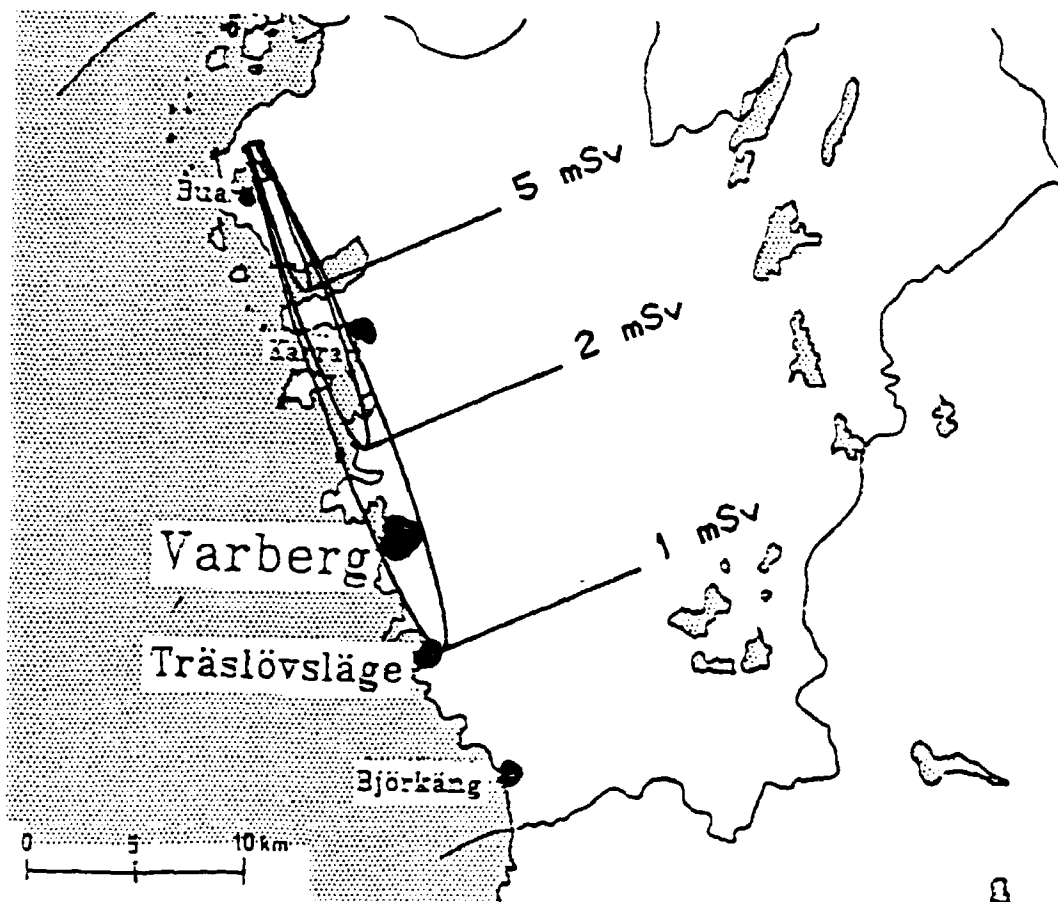 Bua
5 mSv
2 mSv
Varberg
1 mSv
Träslövsläge
Björkäng
0 5 10 km